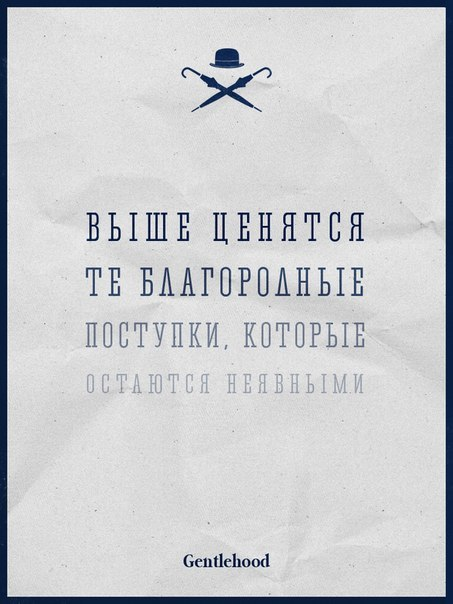 ВЫШЕ ЦЕНЯТСЯ
ТЕ БЛАГОРОДНЫЕ
ПОСТУПКИ, КОТОРЫЕ
ОСТАЮТСЯ НЕЯВНЫМИ
Gentlehood